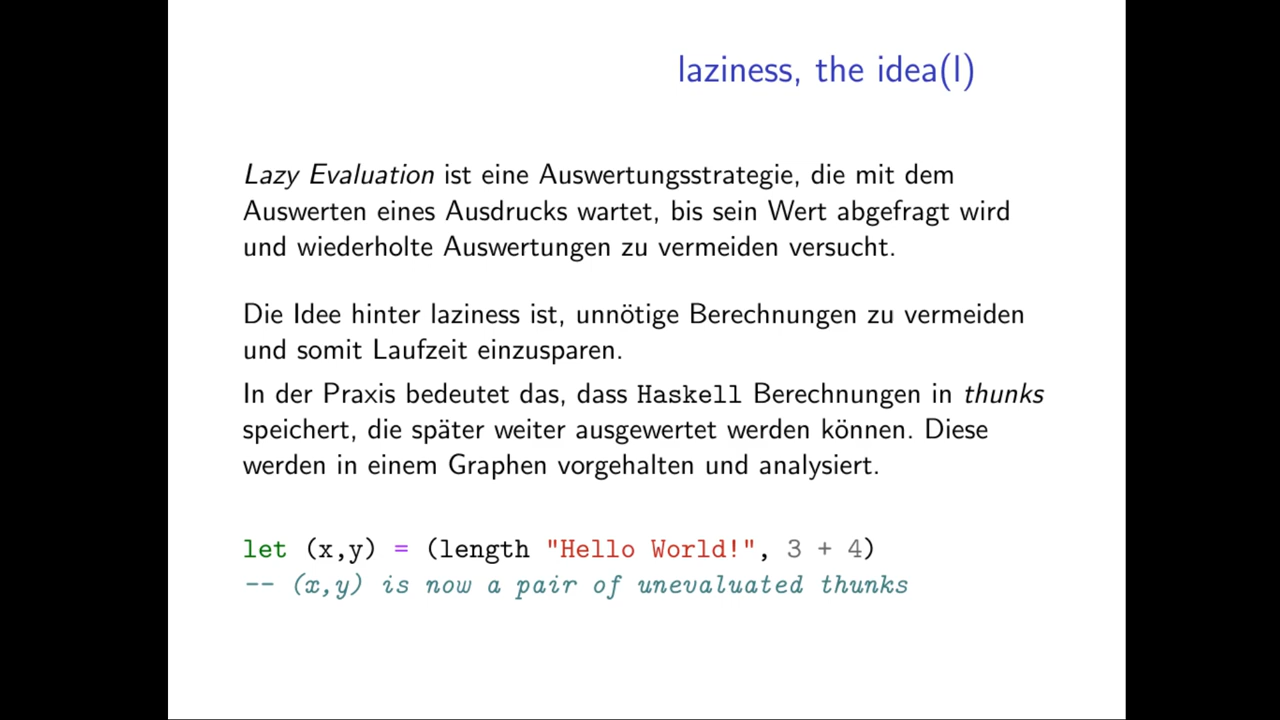 laziness, the idea(I)
Lazy Evaluation ist eine Auswertungsstrategie, die mit dem
Auswerten eines Ausdrucks wartet, bis sein Wert abgefragt wird
und wiederholte Auswertungen zu vermeiden versucht.
Die Idee hinter laziness ist, unnötige Berechnungen zu vermeiden
und somit Laufzeit einzusparen.
In der Praxis bedeutet das, dass Haskell Berechnungen in thunks
speichert, die später weiter ausgewertet werden können. Diese
werden in einem Graphen vorgehalten und analysiert.
let (x,y) = (length "Hello World!", 3 + 4)
-- (x,y) is now a pair of unevaluated thunks